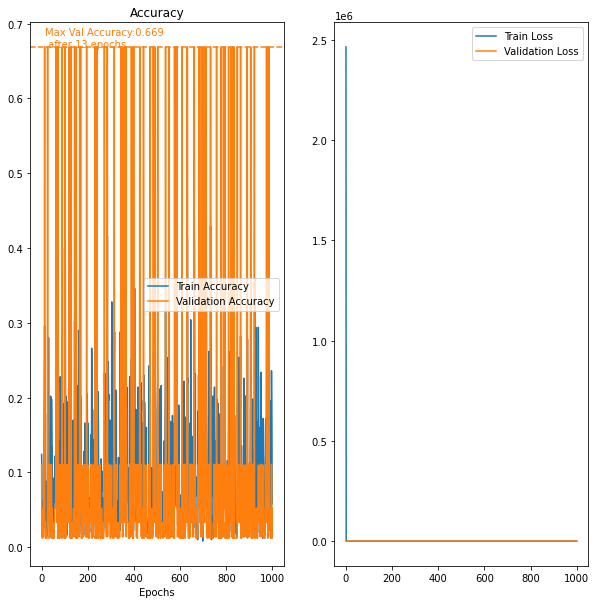 Accuracy
Max Val Accuracy:0.669
after 13 epochs
0.7
0.6
0.5
0.4
0.3
0.2
0.1
0.0
Train Accuracy
Validation Accuracy
0 200 400 600 800 1000
Epochs
1e6
2.5
2.0
1.5
1.0
0.5
0.0
Train Loss
Validation Loss
0 200 400 600 800 1000